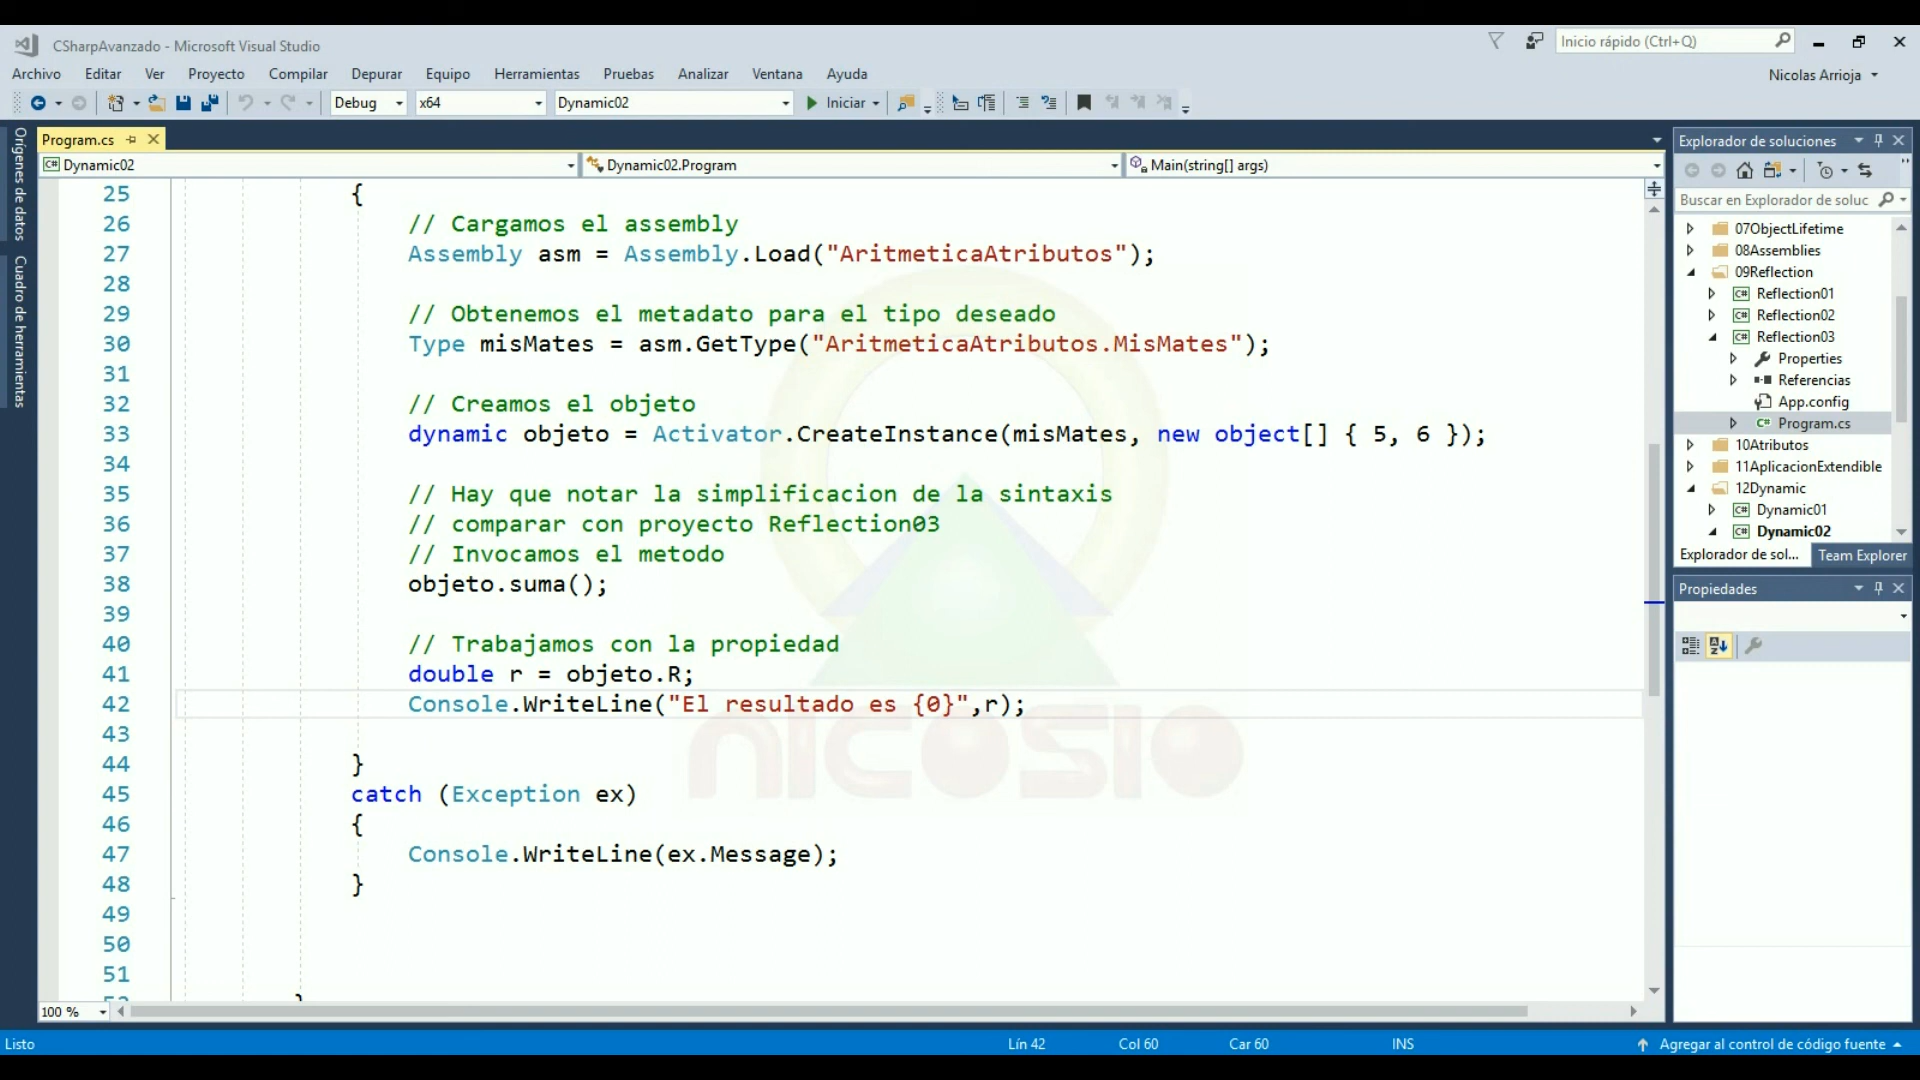 CSharpAvanzado - Microsoft Visual Studio
Inicio rápido (Ctrl+Q)
Archivo Editar Ver Proyecto Compilar Depurar Equipo Herramientas Pruebas Analizar Ventana Ayuda
Nicolas Arrioja
Debug x64 Dynamic02 Iniciar
Orígenes de datos
Cuadro de herramientas
Program.cs
Dynamic02 Dynamic02.Program Main(string[] args)
25 {
26 // Cargamos el assembly
27 Assembly asm = Assembly.Load("AritmeticaAtributos");
28
29 // Obtenemos el metadato para el tipo deseado
30 Type misMates = asm.GetType("AritmeticaAtributos.MisMates");
31
32 // Creamos el objeto
33 dynamic objeto = Activator.CreateInstance(misMates, new object[] { 5, 6 });
34
35 // Hay que notar la simplificacion de la sintaxis
36 // comparar con proyecto Reflection03
37 // Invocamos el metodo
38 objeto.suma();
39
40 // Trabajamos con la propiedad
41 double r = objeto.R;
42 Console.WriteLine("El resultado es {0}",r);
43
44 }
45 catch (Exception ex)
46 {
47 Console.WriteLine(ex.Message);
48 }
49
50
51
52 }
NICOSIO
100 %
Explorador de soluciones
Buscar en Explorador de soluc
07ObjectLifetime
08Assemblies
09Reflection
Reflection01
Reflection02
Reflection03
Properties
Referencias
App.config
Program.cs
10Atributos
11AplicacionExtendible
12Dynamic
Dynamic01
Dynamic02
Explorador de sol... Team Explorer
Propiedades
Listo Lín 42 Col 60 Car 60 INS Agregar al control de código fuente